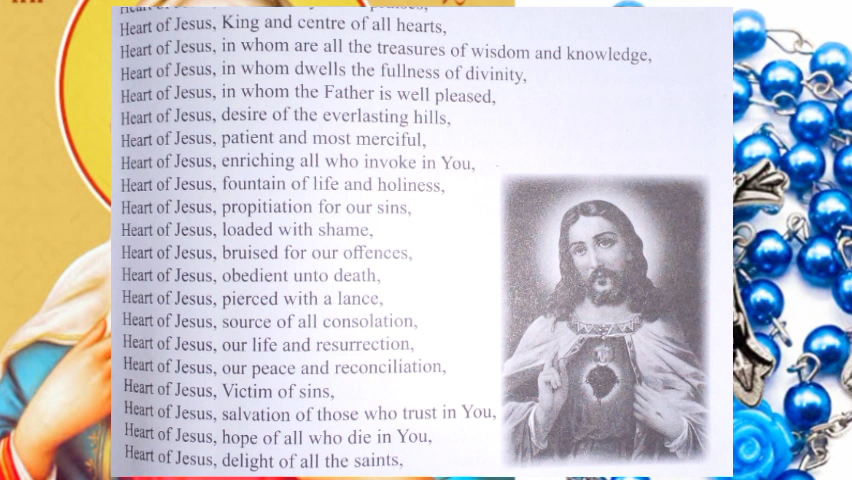 Heart of Jesus, King and centre of all hearts,
Heart of Jesus, in whom are all the treasures of wisdom and knowledge,
Heart of Jesus, in whom dwells the fullness of divinity,
Heart of Jesus, in whom the Father is well pleased,
Heart of Jesus, desire of the everlasting hills,
Heart of Jesus, patient and most merciful,
Heart of Jesus, enriching all who invoke in You,
Heart of Jesus, fountain of life and holiness,
Heart of Jesus, propitiation for our sins,
Heart of Jesus, loaded with shame,
Heart of Jesus, bruised for our offences,
Heart of Jesus, obedient unto death,
Heart of Jesus, pierced with a lance,
Heart of Jesus, source of all consolation,
Heart of Jesus, our life and resurrection,
Heart of Jesus, our peace and reconciliation,
Heart of Jesus, Victim of sins,
Heart of Jesus, salvation of those who trust in You,
Heart of Jesus, hope of all who die in You,
Heart of Jesus, delight of all the saints,